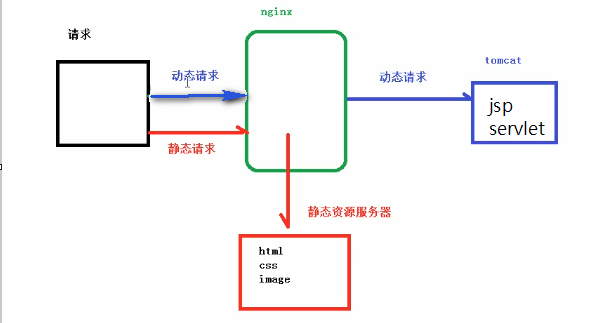 nginx
请求
tomcat
动态请求
动态请求
jsp
servlet
静态请求
静态资源服务器
html
css
image